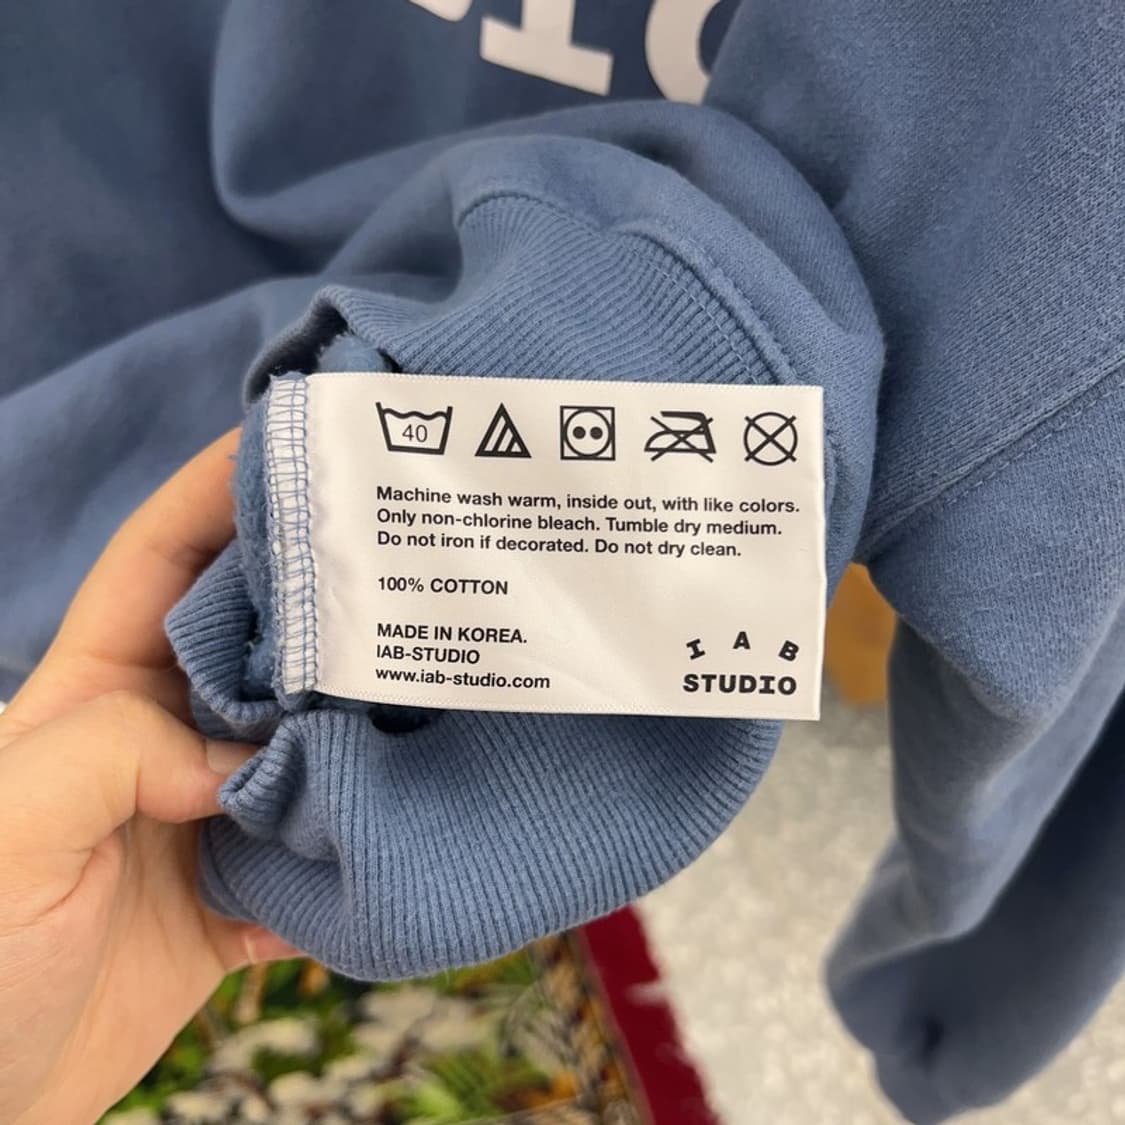 40
Machine wash warm, inside out, with like colors.
Only non-chlorine bleach. Tumble dry medium.
Do not iron if decorated. Do not dry clean.
100% COTTON
MADE IN KOREA.
IAB-STUDIO
www.iab-studio.com
I A B
STUDIO